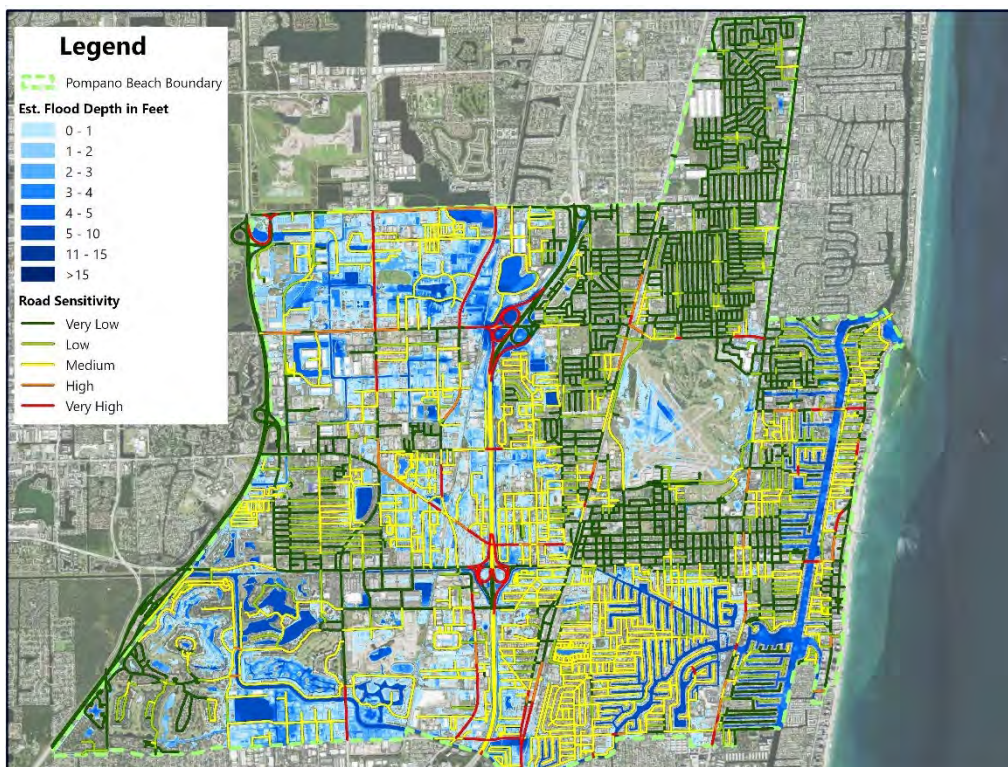 Legend
Pompano Beach Boundary
Est. Flood Depth in Feet
0 - 1
1 - 2
2 - 3
3 - 4
4 - 5
5 - 10
11 - 15
>15
Road Sensitivity
Very Low
Low
Medium
High
Very High